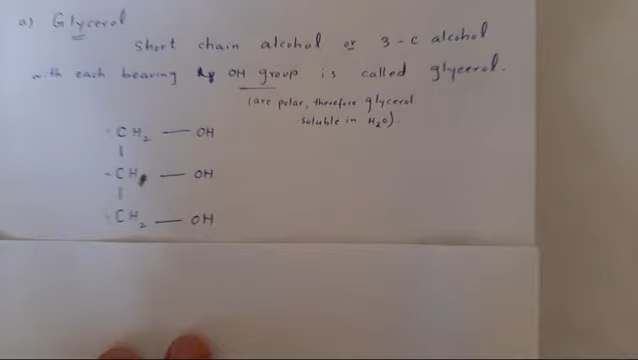 a) Glycerol
Short chain alcohol or 3-C alcohol
with each bearing OH group is called glycerol.
(are polar, therefore glycerol
soluble in H2O).
CH2 — OH
CH — OH
CH2 — OH